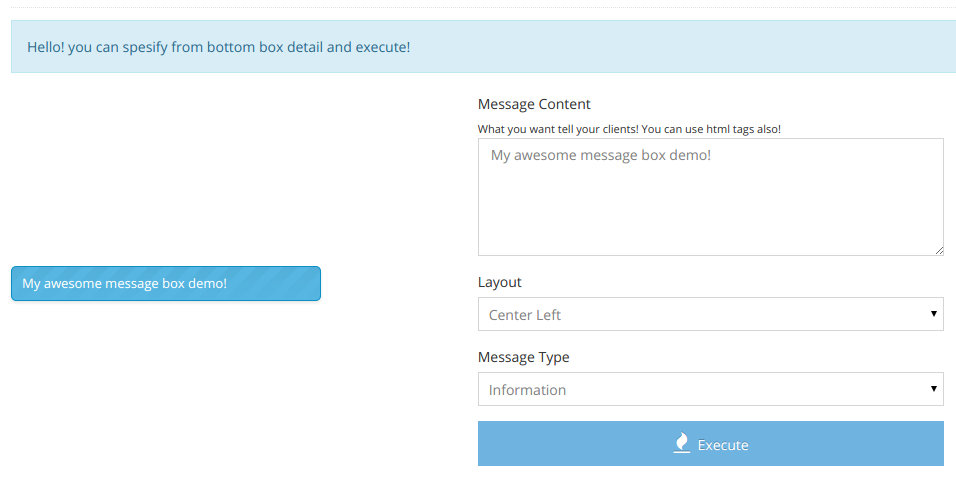 Hello! you can spesify from bottom box detail and execute!
Message Content
What you want tell your clients! You can use html tags also!
My awesome message box demo!
My awesome message box demo!
Layout
Center Left
Message Type
Information
Execute